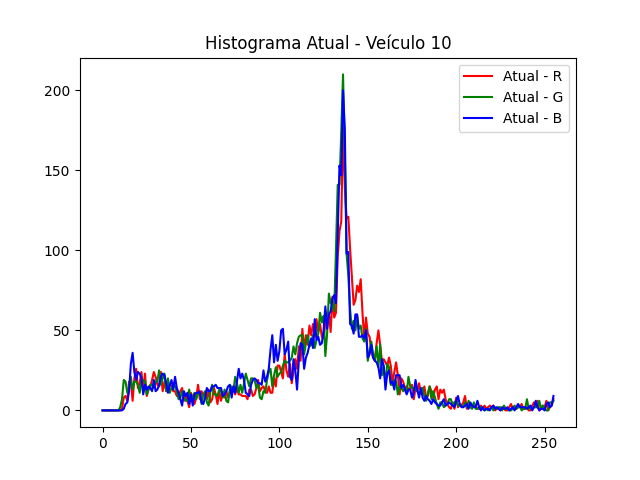 Histograma Atual - Veículo 10
Atual - R
Atual - G
Atual - B
200
150
100
50
0
0 50 100 150 200 250